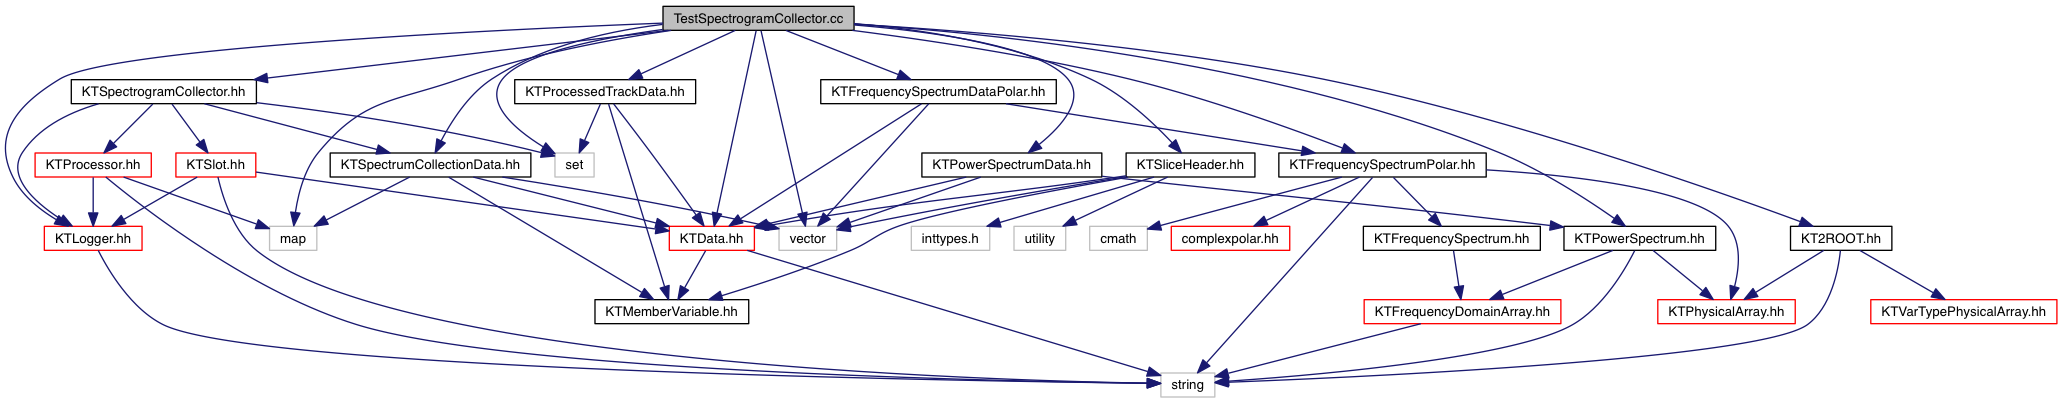 TestSpectrogramCollector.cc
KTSpectrogramCollector.hh
KTProcessedTrackData.hh
KTFrequencySpectrumDataPolar.hh
KTProcessor.hh
KTSlot.hh
KTSpectrumCollectionData.hh
set
KTPowerSpectrumData.hh
KTSliceHeader.hh
KTFrequencySpectrumPolar.hh
KTLogger.hh
map
KTData.hh
vector
inttypes.h
utility
cmath
complexpolar.hh
KTFrequencySpectrum.hh
KTPowerSpectrum.hh
KT2ROOT.hh
KTMemberVariable.hh
KTFrequencyDomainArray.hh
KTPhysicalArray.hh
KTVarTypePhysicalArray.hh
string